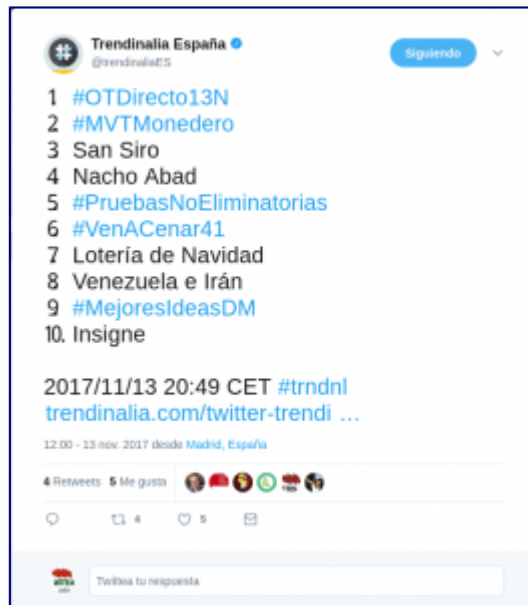 Trendinalia España
@trendinaliaES
Siguiendo
1 #OTDirecto13N
2 #MVTMonedero
3 San Siro
4 Nacho Abad
5 #PruebasNoEliminatorias
6 #VenACenar41
7 Lotería de Navidad
8 Venezuela e Irán
9 #MejoresIdeasDM
10. Insigne
2017/11/13 20:49 CET #trndnl
trendinalia.com/twitter-trendi …
12:00 - 13 nov. 2017 desde Madrid, España
4 Retweets 5 Me gusta
4 5
Twittea tu respuesta